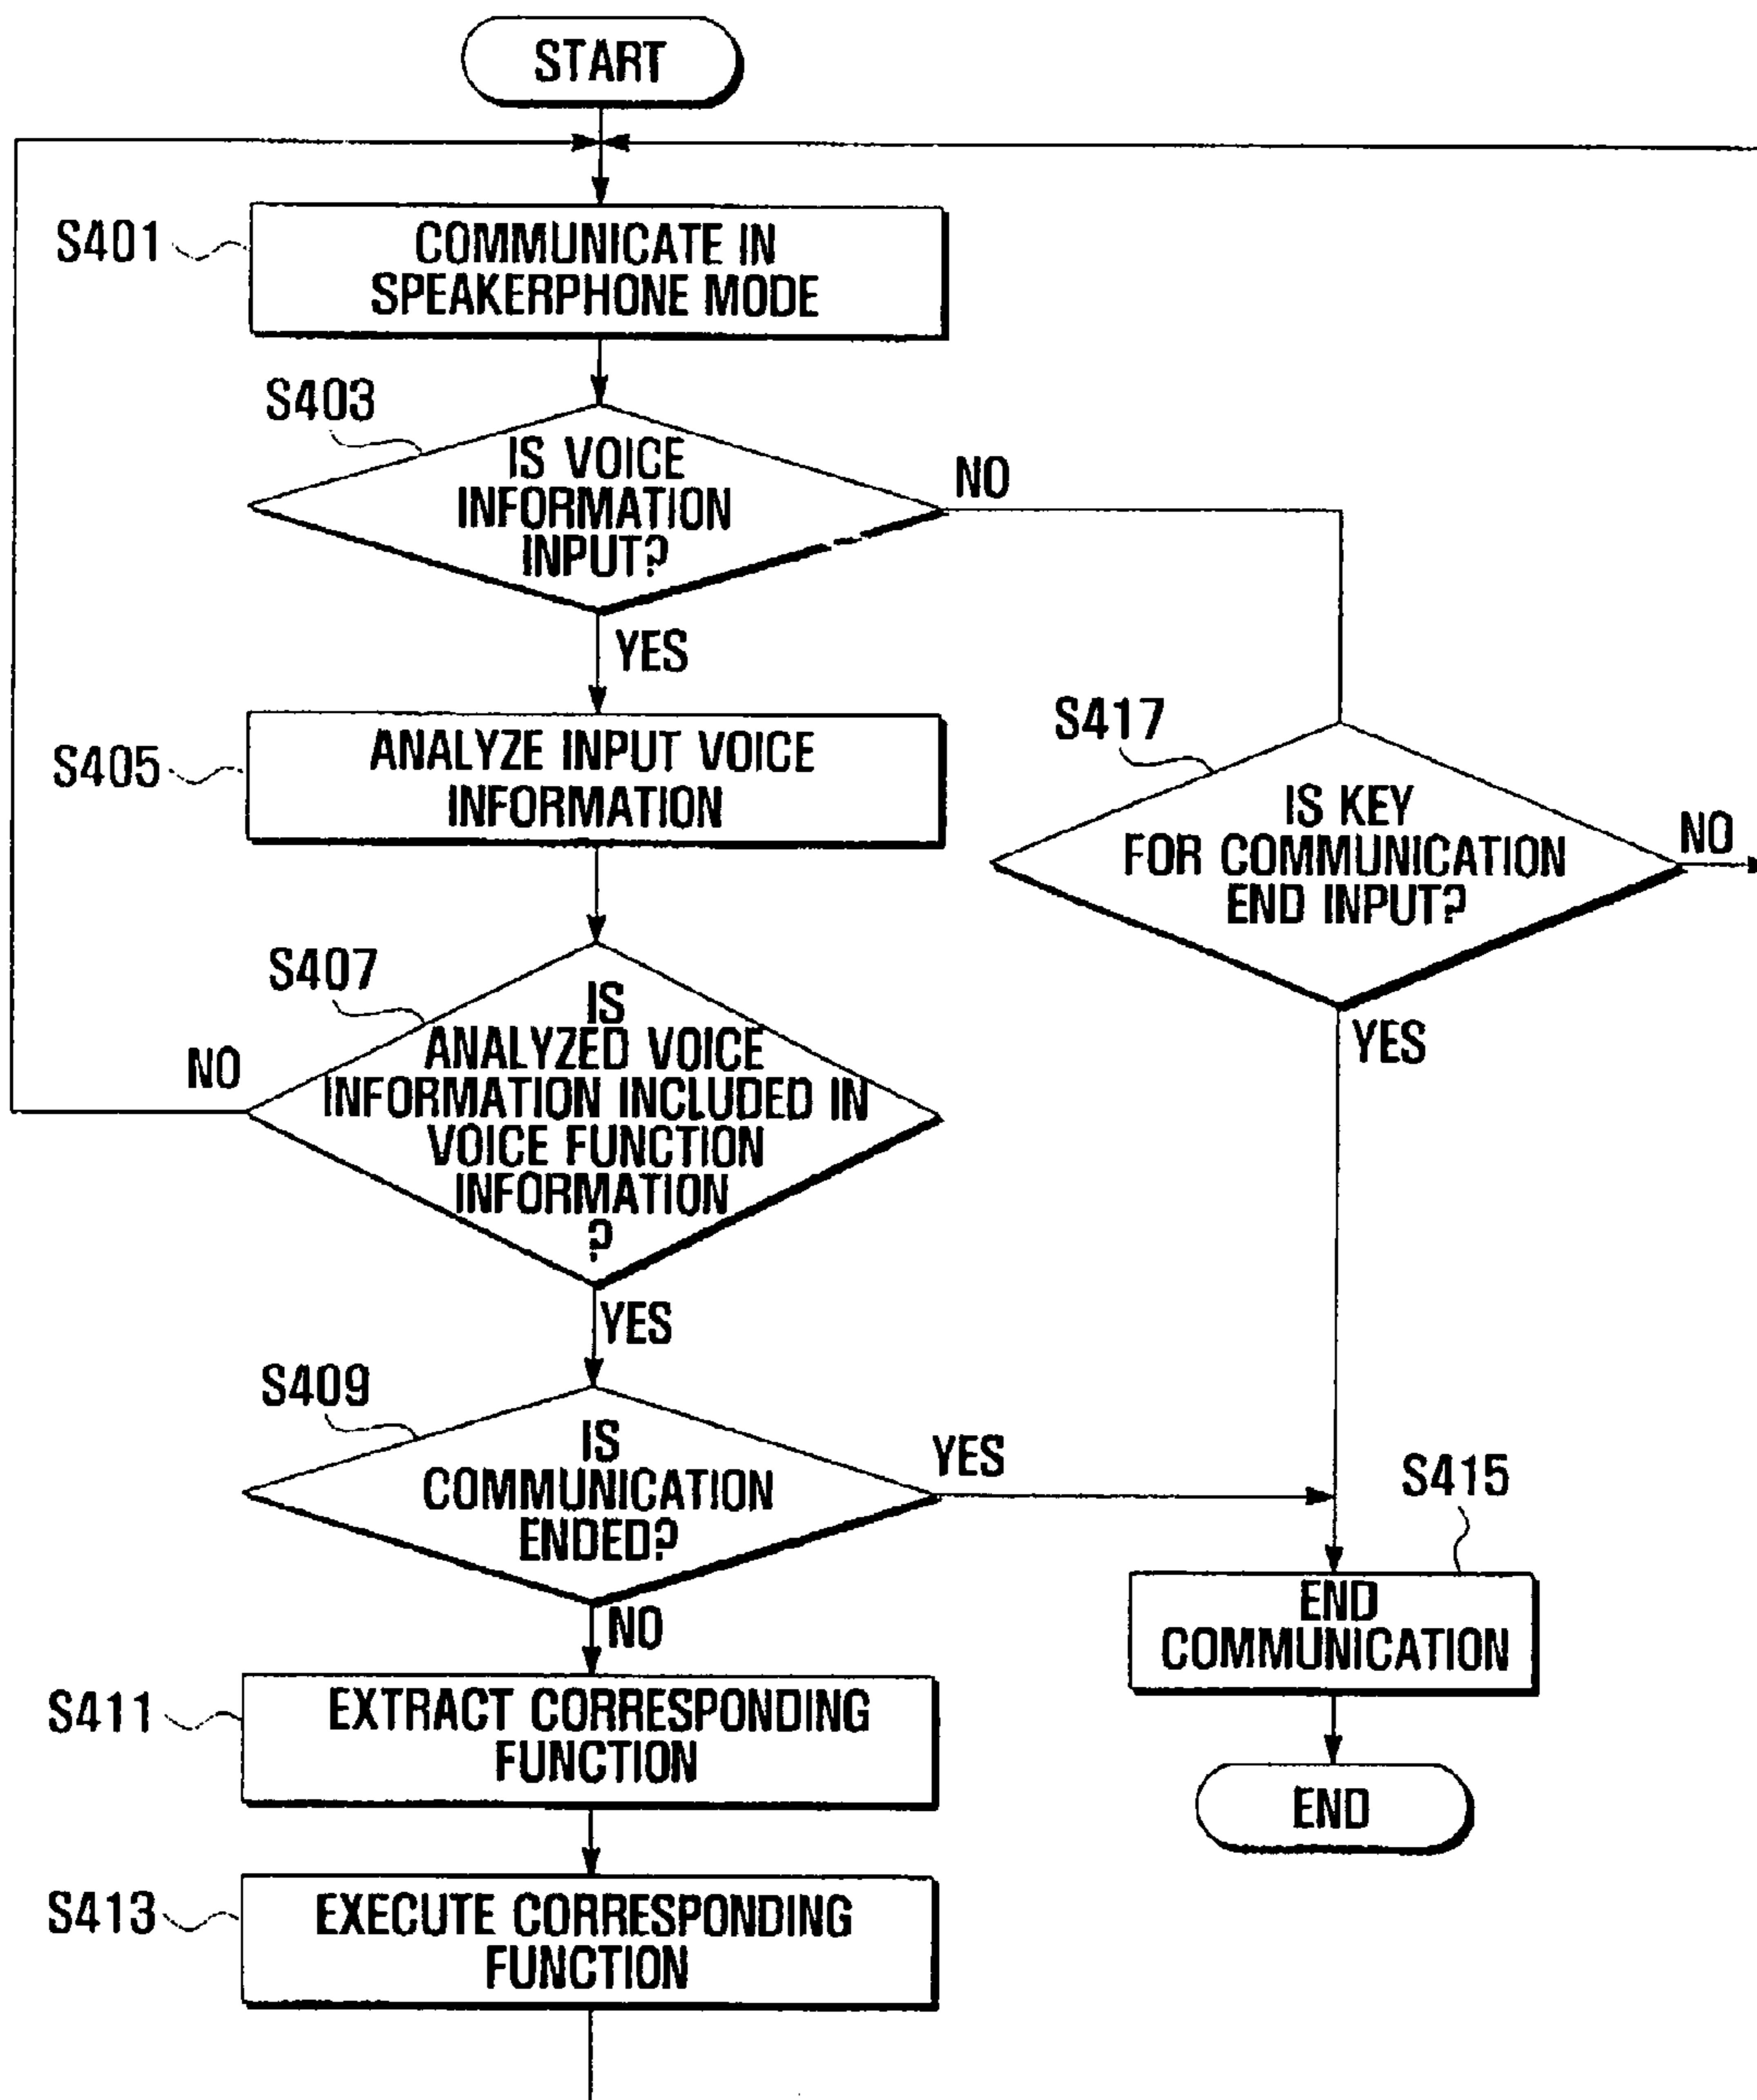 START
S401
COMMUNICATE IN
SPEAKERPHONE MODE
S403
IS VOICE
INFORMATION
INPUT?
NO
YES
S405
ANALYZE INPUT VOICE
INFORMATION
S417
IS KEY
FOR COMMUNICATION
END INPUT?
NO
YES
S407
IS
ANALYZED VOICE
INFORMATION INCLUDED IN
VOICE FUNCTION
INFORMATION
?
NO
YES
S409
IS
COMMUNICATION
ENDED?
YES
NO
S415
END
COMMUNICATION
S411
EXTRACT CORRESPONDING
FUNCTION
END
S413
EXECUTE CORRESPONDING
FUNCTION